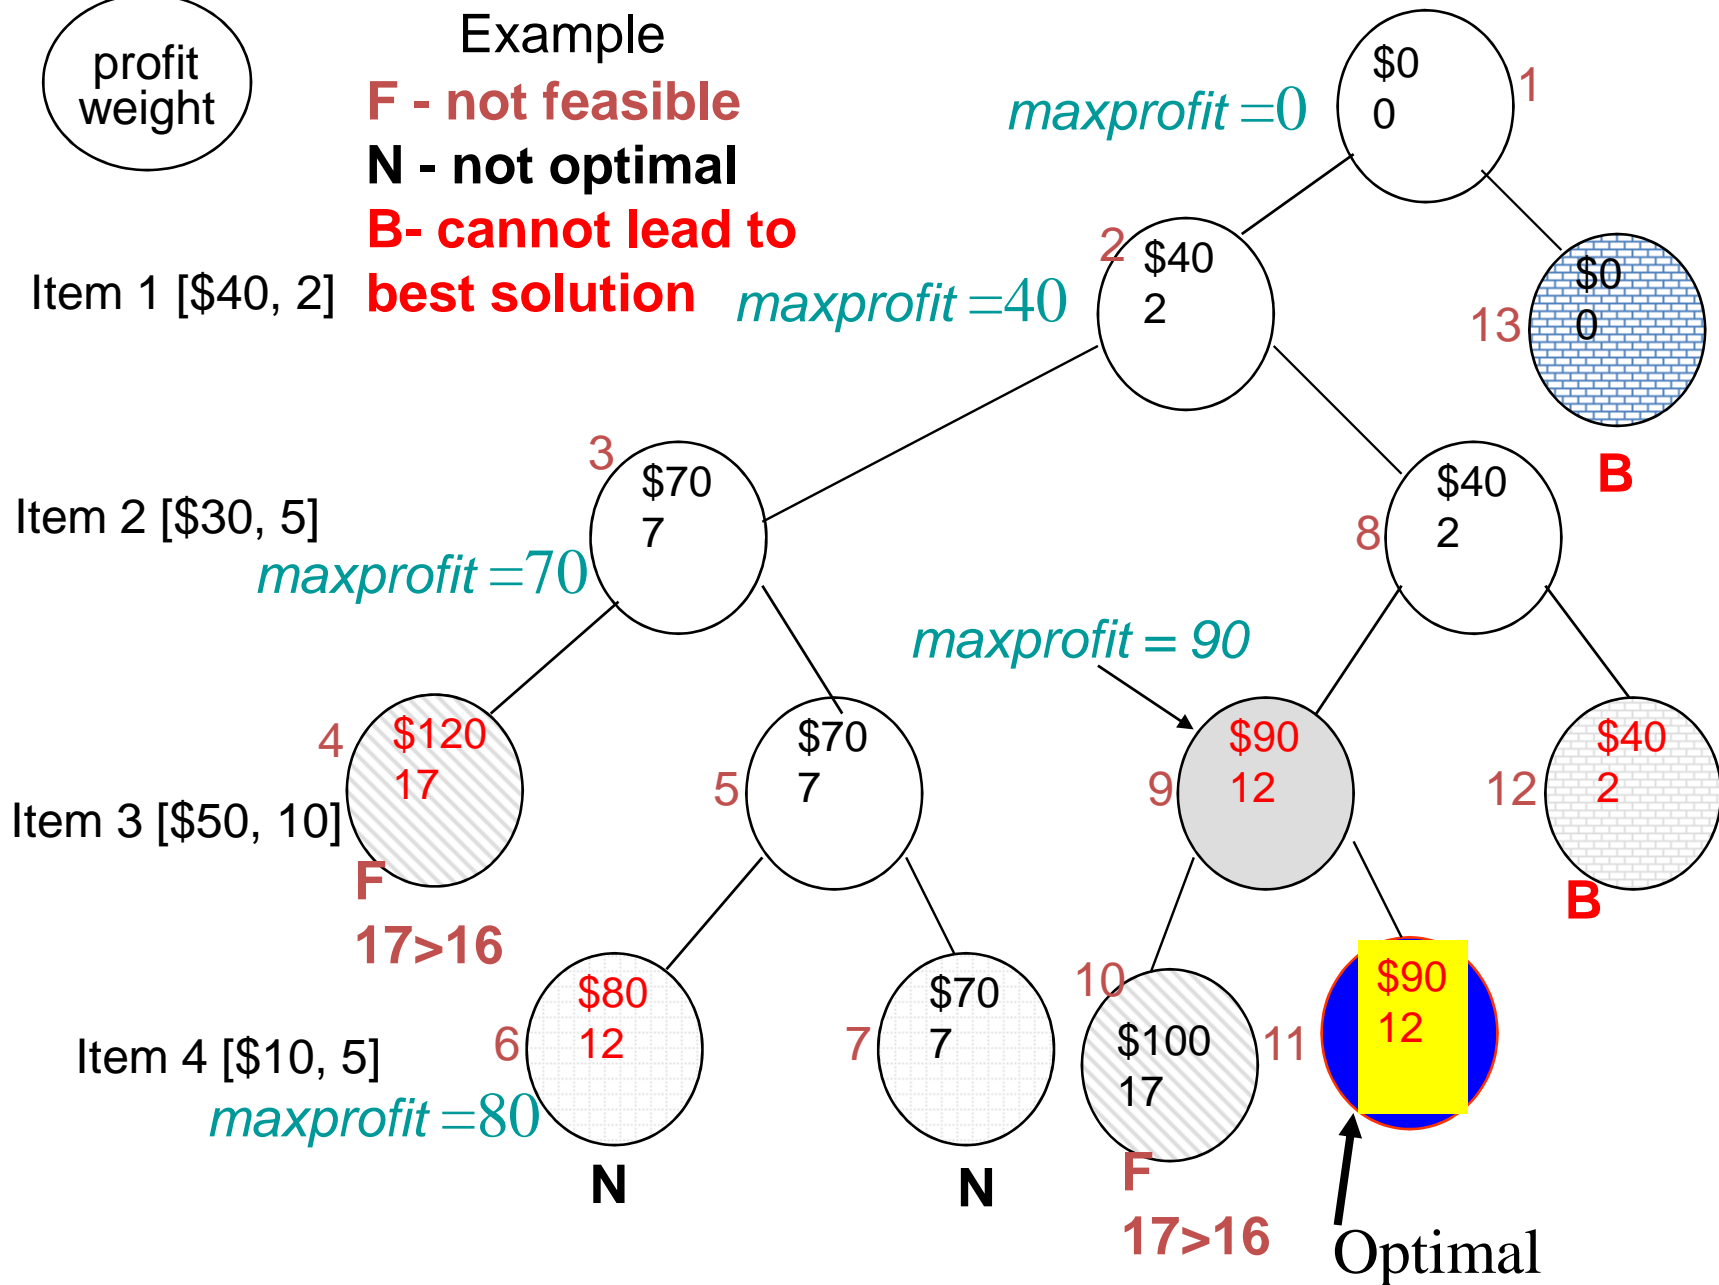 profit
weight
Example
F - not feasible
N - not optimal
B- cannot lead to
best solution
$0
0
1
maxprofit =0
Item 1 [$40, 2]
maxprofit =40
2
$40
2
13
$0
0
B
3
$70
7
Item 2 [$30, 5]
maxprofit =70
8
$40
2
maxprofit = 90
4
$120
17
5
$70
7
9
$90
12
12
$40
2
Item 3 [$50, 10]
F
17>16
B
6
$80
12
7
$70
7
10
$100
17
11
$90
12
Item 4 [$10, 5]
maxprofit =80
N
N
F
17>16
Optimal